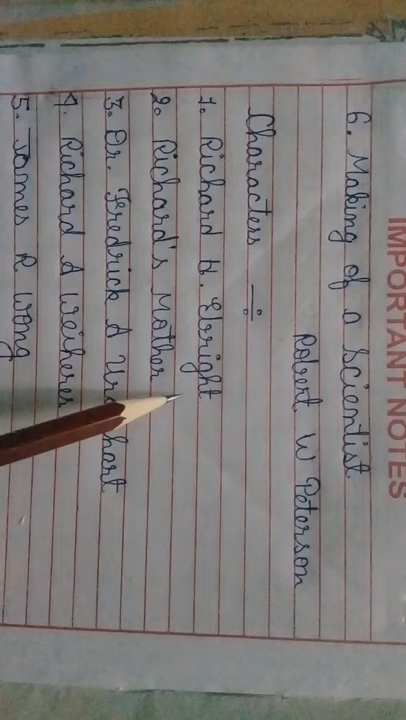 IMPORTANT NOTES
6. Making of a Scientist
Robert W Peterson
Characters :-
1. Richard H. Ebright
2. Richard's Mother
3. Dr. Fredrick A
4. Richard A Weiherer
5. James R Wong